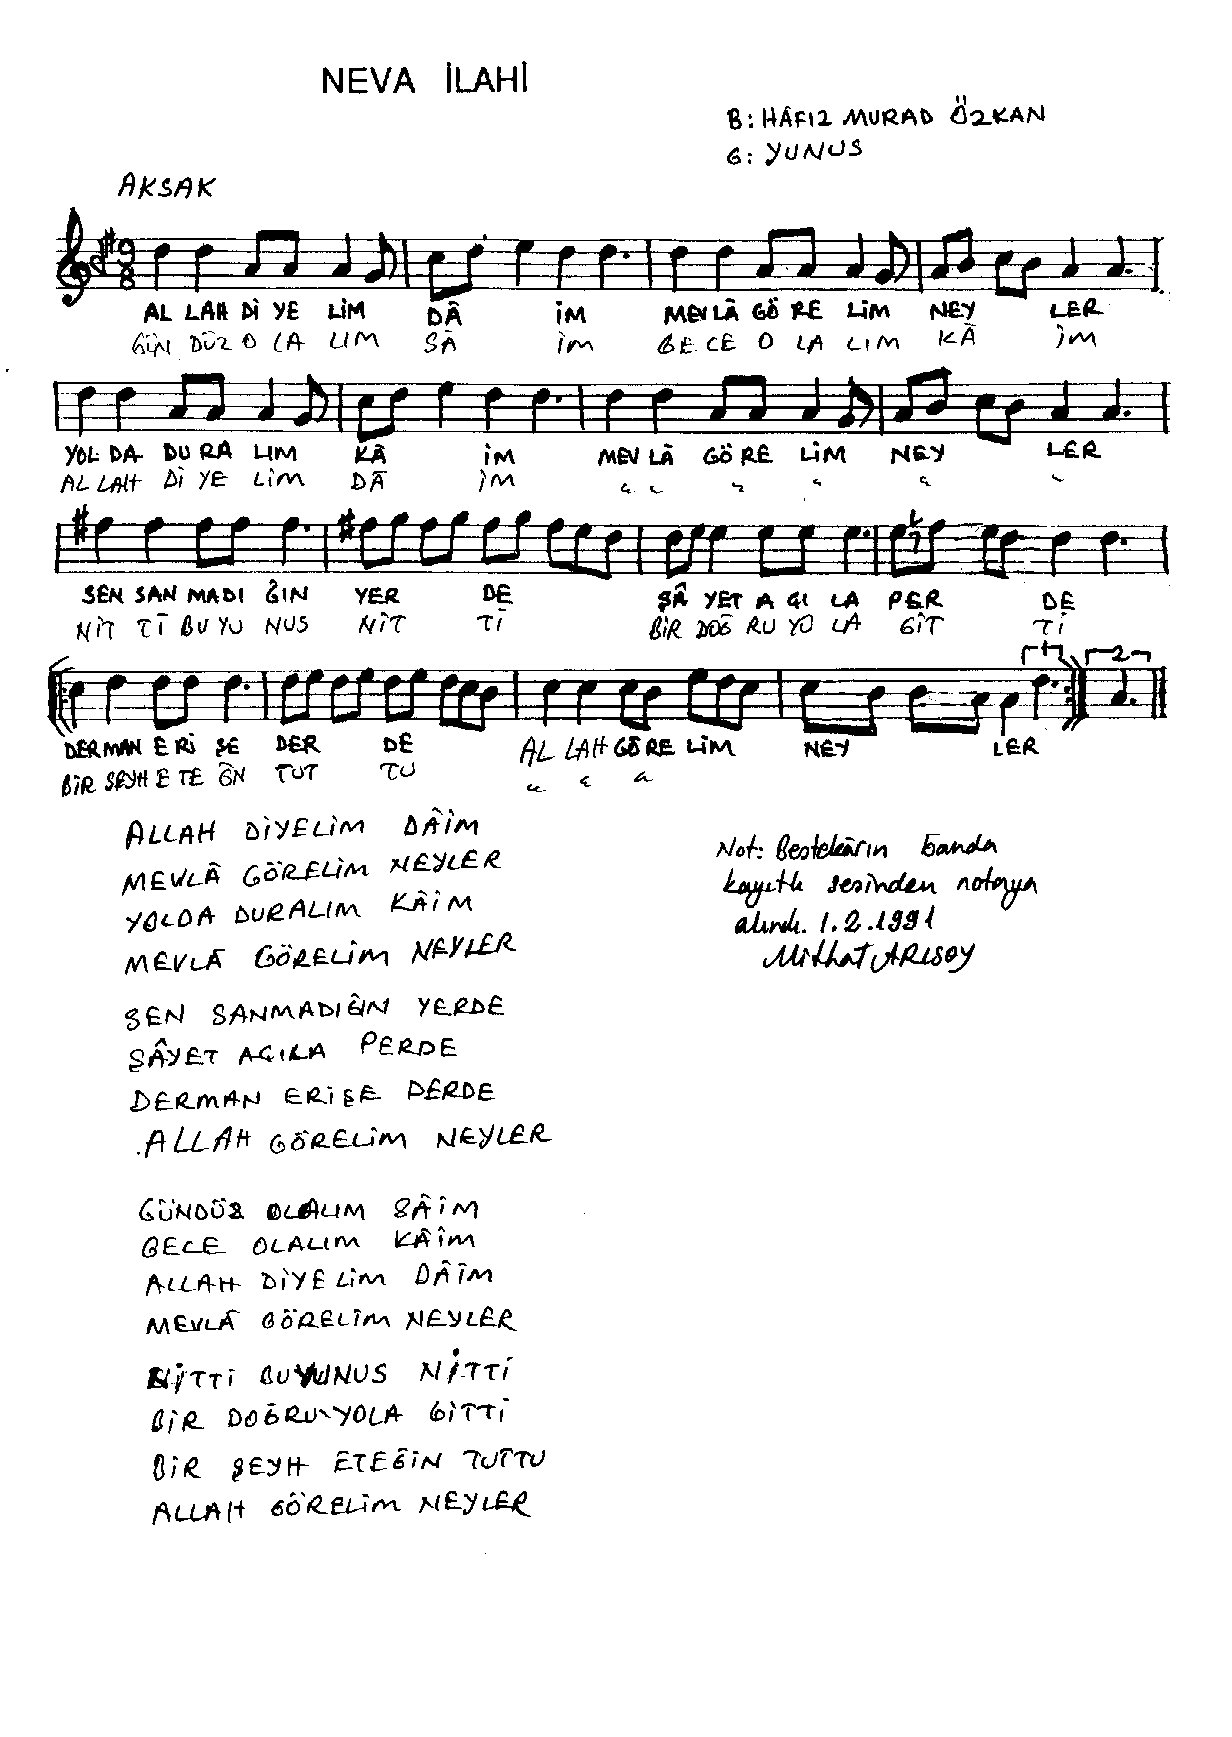 NEVA İLAHİ
B: HÂFIZ MURAD ÖZKAN
G: YUNUS
AKSAK
9
8
AL LAH Dİ YE LİM DÂ İM MEV LÂ GÖ RE LİM NEY LER
GÜN DÜZ O LA LIM SÂ İM GE CE O LA LIM KÂ İM
YOL DA DU RA LIM KÂ İM MEV LÂ GÖ RE LİM NEY LER
AL LAH Dİ YE LİM DÂ İM " " " " " "
SEN SAN MADI ĞIN YER DE ŞÂ YET A ÇI LA PER DE
NİT Tİ BU YU NUS NİT Tİ BİR DOĞ RU YO LA GİT Tİ
1 2
DER MAN E Rİ ŞE DER DE AL LAH GÖ RE LİM NEY LER
BİR ŞEYH E TE ĞİN TUT TU " " "
ALLAH DİYELİM DÂİM
MEVLÂ GÖRELİM NEYLER
YOLDA DURALIM KÂİM
MEVLÂ GÖRELİM NEYLER
SEN SANMADIĞIN YERDE
ŞÂYET AÇILA PERDE
DERMAN ERİŞE DERDE
ALLAH GÖRELİM NEYLER
GÜNDÜZ OLALIM SÂİM
GECE OLALIM KÂİM
ALLAH DİYELİM DÂİM
MEVLÂ GÖRELİM NEYLER
NİTTİ BU YUNUS NİTTİ
BİR DOĞRU YOLA GİTTİ
BİR ŞEYH ETEĞİN TUTTU
ALLAH GÖRELİM NEYLER
Not: Bestekârın banda
kayıtlı sesinden notaya
alındı. 1.2.1991
Mithat ARISOY